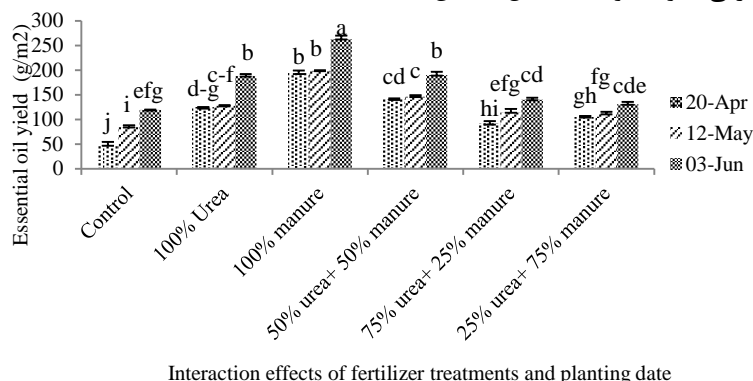 Essential oil yield (g/m2)
300
250
200
150
100
50
0
j i efg
d-g c-f b
b b a
cd c b
hi efg cd
gh fg cde
20-Apr
12-May
03-Jun
Control
100% Urea
100% manure
50% urea+ 50% manure
75% urea+ 25% manure
25% urea+ 75% manure
Interaction effects of fertilizer treatments and planting date